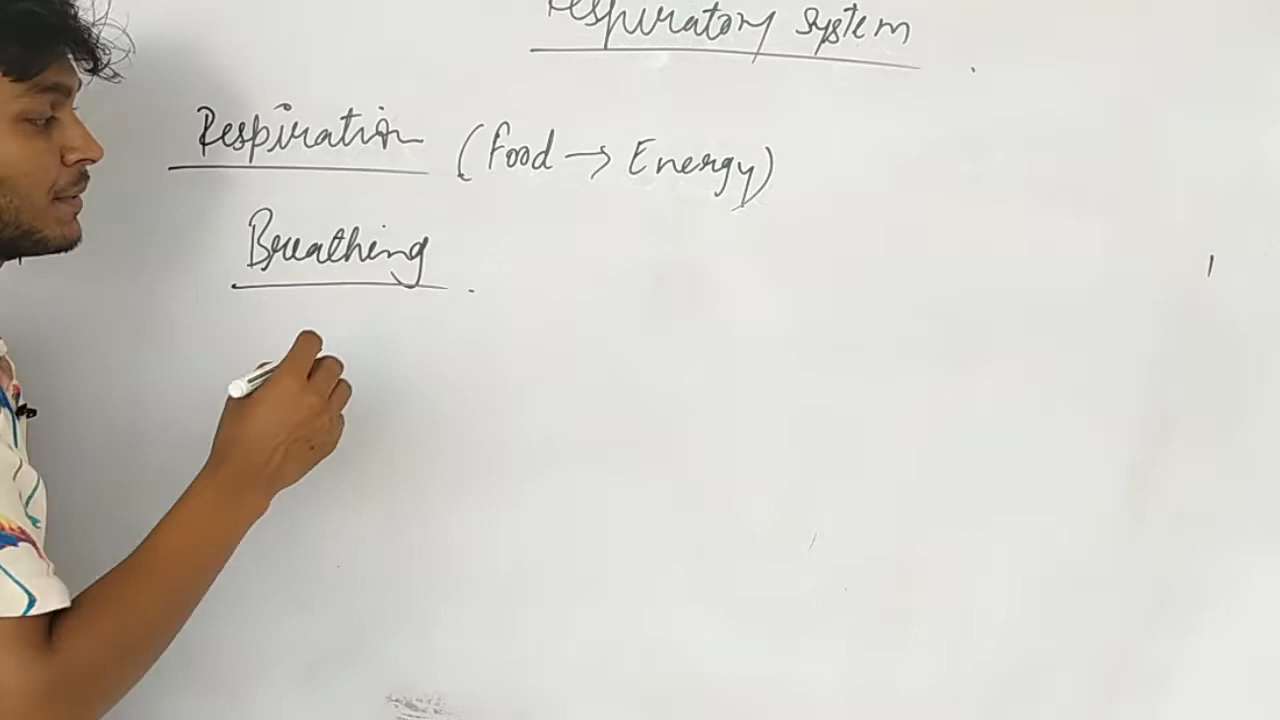 Respiratory system
Respiration (Food → Energy)
Breathing